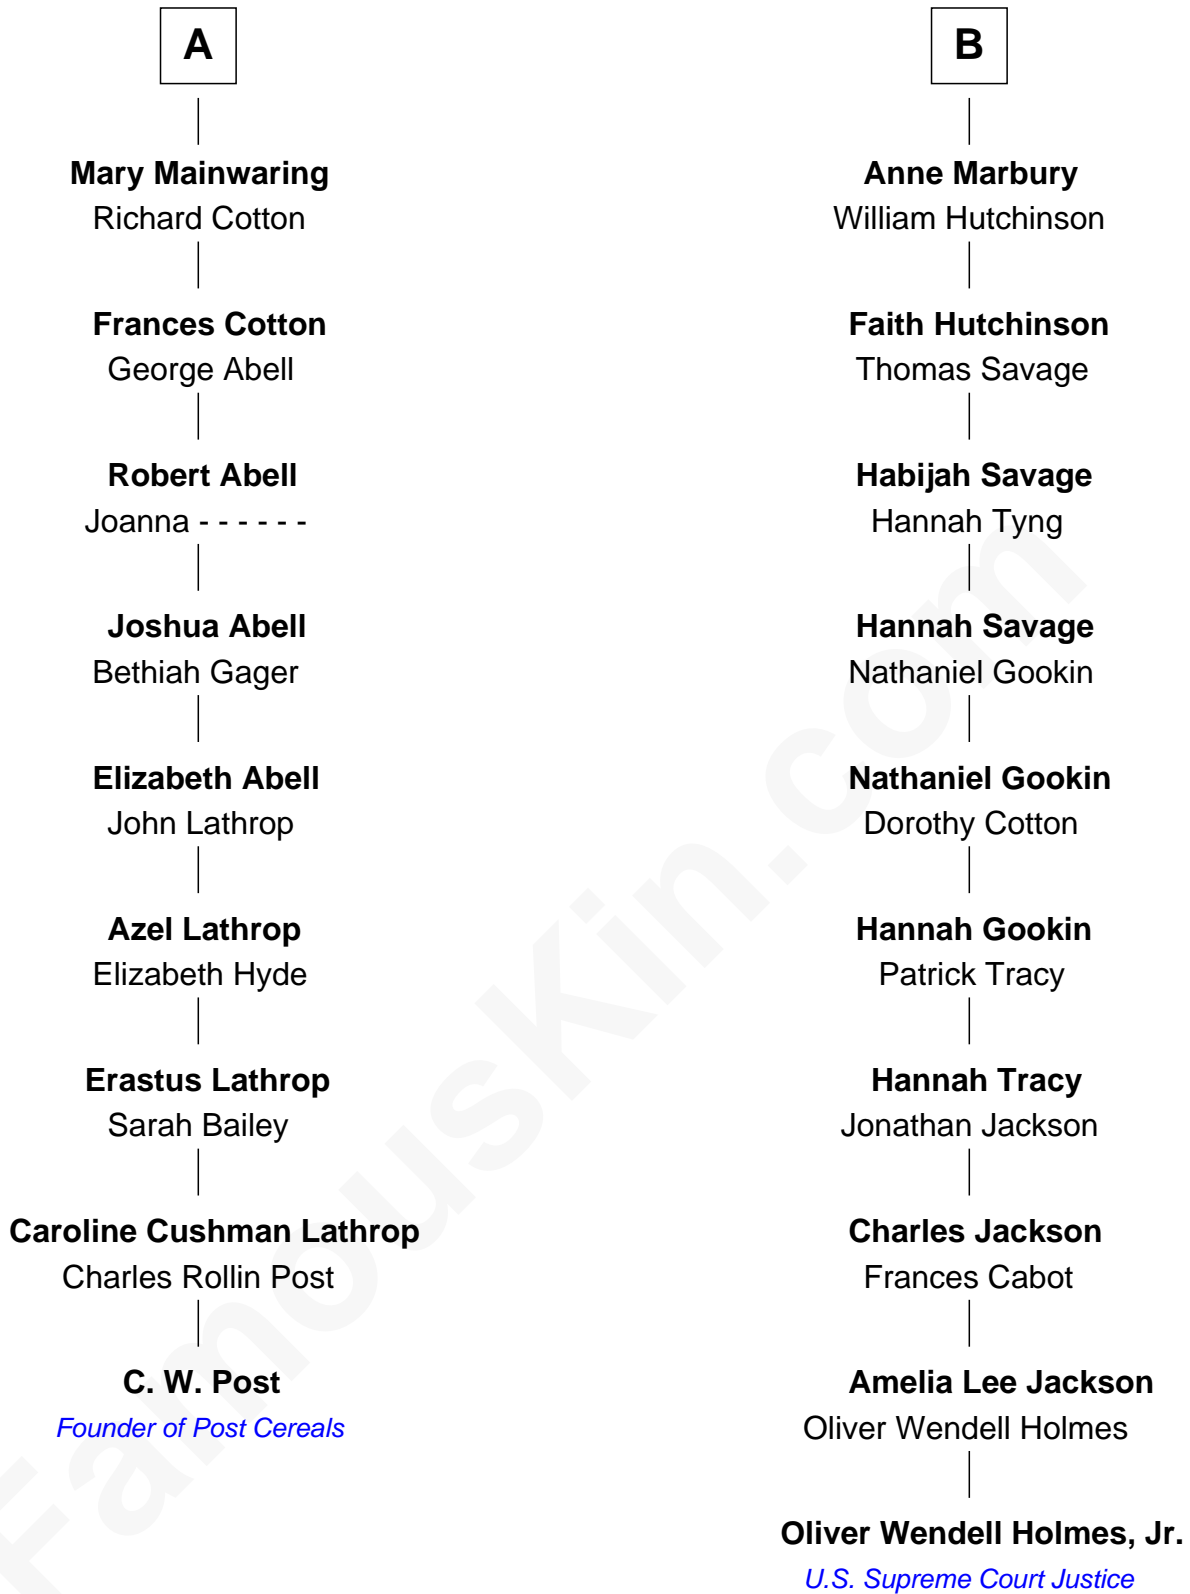 A
Mary Mainwaring
Richard Cotton
Frances Cotton
George Abell
Robert Abell
Joanna - - - - - -
Joshua Abell
Bethiah Gager
Elizabeth Abell
John Lathrop
Azel Lathrop
Elizabeth Hyde
Erastus Lathrop
Sarah Bailey
Caroline Cushman Lathrop
Charles Rollin Post
C. W. Post
Founder of Post Cereals
B
Anne Marbury
William Hutchinson
Faith Hutchinson
Thomas Savage
Habijah Savage
Hannah Tyng
Hannah Savage
Nathaniel Gookin
Nathaniel Gookin
Dorothy Cotton
Hannah Gookin
Patrick Tracy
Hannah Tracy
Jonathan Jackson
Charles Jackson
Frances Cabot
Amelia Lee Jackson
Oliver Wendell Holmes
Oliver Wendell Holmes, Jr.
U.S. Supreme Court Justice
FamousKin.com